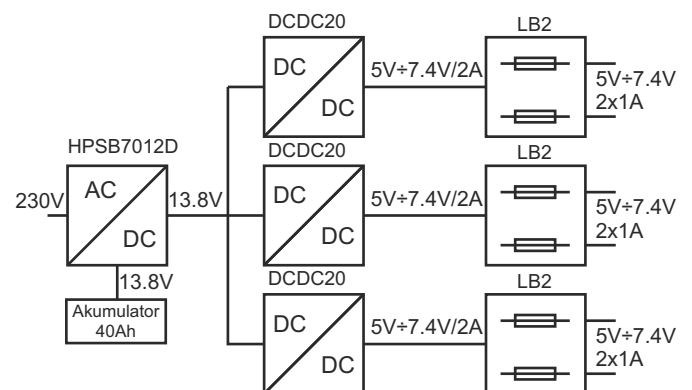 DCDC20
LB2
DC
DC
5V÷7.4V/2A
5V÷7.4V
2x1A
HPSB7012D
DCDC20
LB2
230V
AC
DC
13.8V
DC
DC
5V÷7.4V/2A
5V÷7.4V
2x1A
13.8V
Akumulator
40Ah
DCDC20
LB2
DC
DC
5V÷7.4V/2A
5V÷7.4V
2x1A